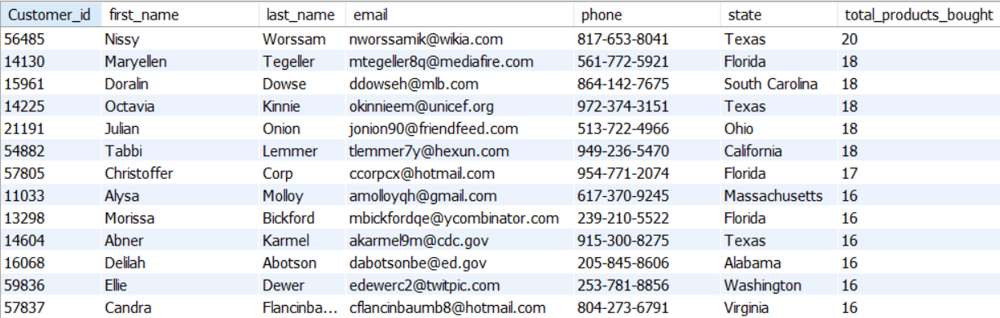 Customer_id first_name last_name email phone state total_products_bought
56485 Nissy Worssam nworssamik@wikia.com 817-653-8041 Texas 20
14130 Maryellen Tegeller mtegeller8q@mediafire.com 561-772-5921 Florida 18
15961 Doralin Dowse ddowseh@mlb.com 864-142-7675 South Carolina 18
14225 Octavia Kinnie okinnieem@unicef.org 972-374-3151 Texas 18
21191 Julian Onion jonion90@friendfeed.com 513-722-4966 Ohio 18
54882 Tabbi Lemmer tlemmer7y@hexun.com 949-236-5470 California 18
57805 Christoffer Corp ccorpcx@hotmail.com 954-771-2074 Florida 17
11033 Alysa Molloy amolloyqh@gmail.com 617-370-9245 Massachusetts 16
13298 Morissa Bickford mbickfordqe@ycombinator.com 239-210-5522 Florida 16
14604 Abner Karmel akarmel9m@cdc.gov 915-300-8275 Texas 16
16068 Delilah Abotson dabotsonbe@ed.gov 205-845-8606 Alabama 16
59836 Ellie Dewer edewerc2@twitpic.com 253-781-8856 Washington 16
57837 Candra Flancinba... cflancinbaumb8@hotmail.com 804-273-6791 Virginia 16